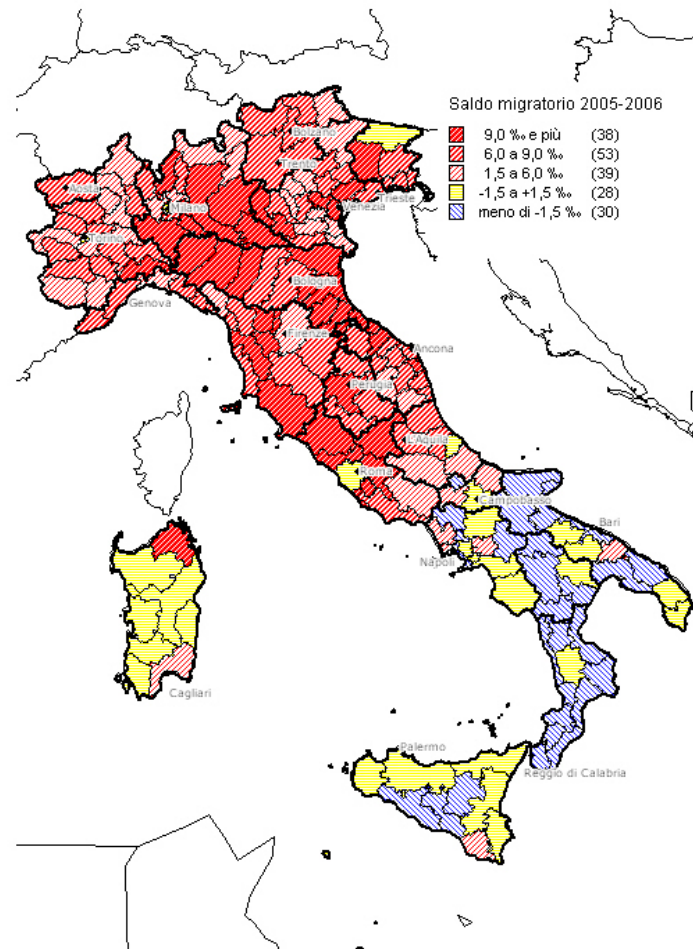 Saldo migratorio 2005-2006
9,0 ‰ e più (38)
6,0 a 9,0 ‰ (53)
1,5 a 6,0 ‰ (39)
-1,5 a +1,5 ‰ (28)
meno di -1,5 ‰ (30)
Bolzano
Trento
Aosta
Milano
Venezia
Trieste
Torino
Bologna
Genova
Firenze
Ancona
Perugia
L'Aquila
Roma
Campobasso
Bari
Napoli
Cagliari
Palermo
Reggio di Calabria